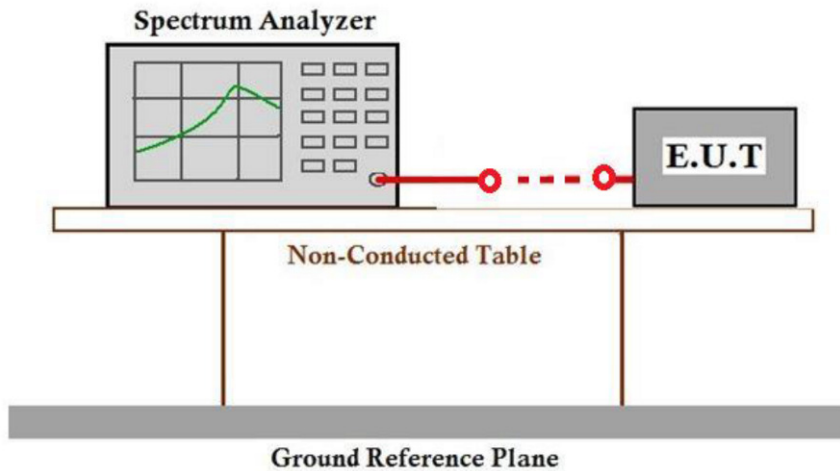 Spectrum Analyzer
E.U.T
Non-Conducted Table
Ground Reference Plane